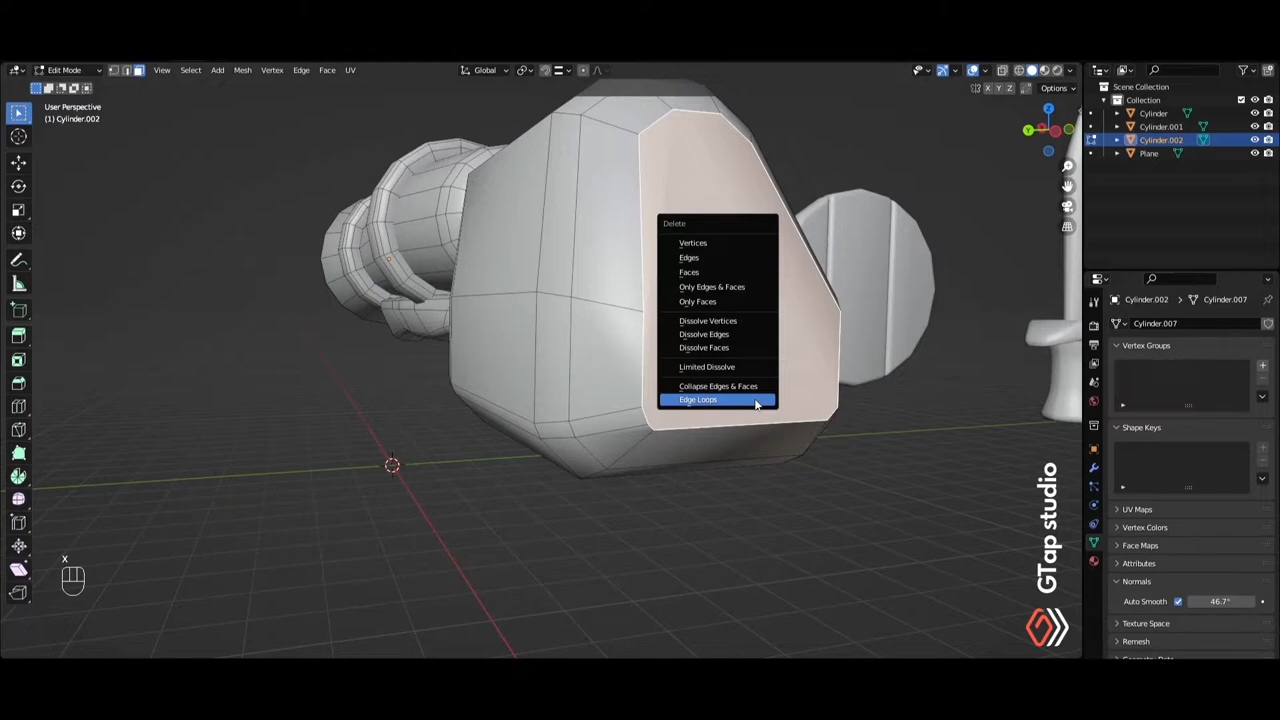 Edit Mode
View
Select
Add
Mesh
Vertex
Edge
Face
UV
Global
X
Y
Z
Options
User Perspective
(1) Cylinder.002
Delete
Vertices
Edges
Faces
Only Edges & Faces
Only Faces
Dissolve Vertices
Dissolve Edges
Dissolve Faces
Limited Dissolve
Collapse Edges & Faces
Edge Loops
x
Z
Y
GTap studio
Scene Collection
Collection
Cylinder
Cylinder.001
Cylinder.002
Plane
Cylinder.002
Cylinder.007
Cylinder.007
Vertex Groups
Shape Keys
UV Maps
Vertex Colors
Face Maps
Attributes
Normals
Auto Smooth
46.7°
Texture Space
Remesh